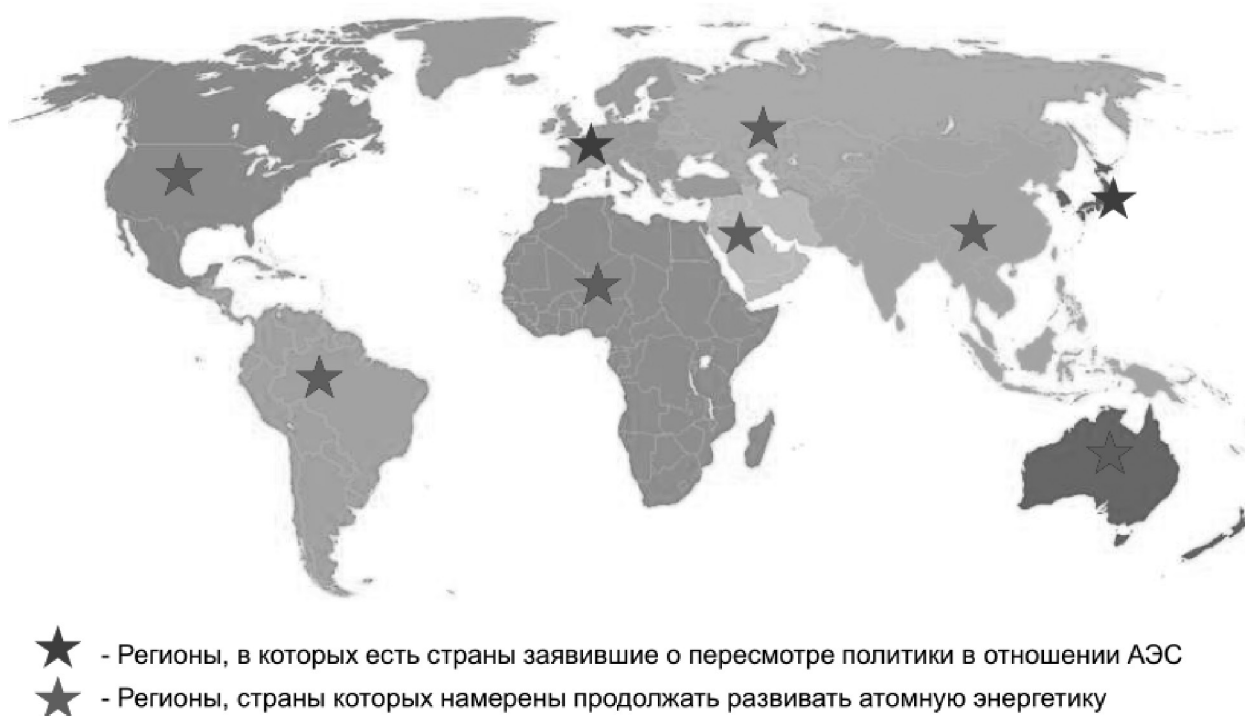 - Регионы, в которых есть страны заявившие о пересмотре политики в отношении АЭС
- Регионы, страны которых намерены продолжать развивать атомную энергетику